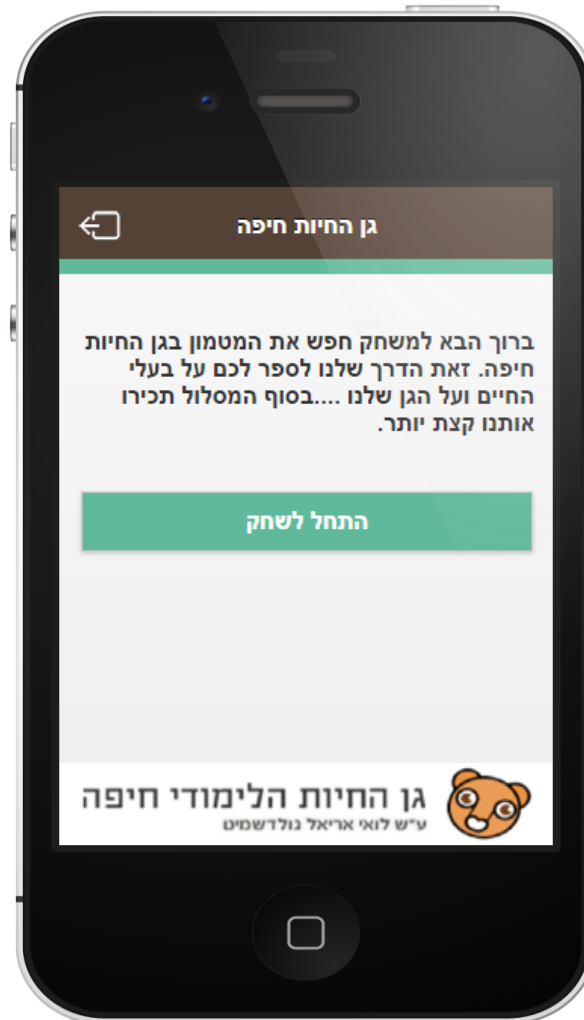 גן החיות חיפה
ברוך הבא למשחק חפש את המטמון בגן החיות
חיפה. זאת הדרך שלנו לספר לכם על בעלי
החיים ועל הגן שלנו ....בסוף המסלול תכירו
אותנו קצת יותר.
התחל לשחק
גן החיות הלימודי חיפה
ע״ש לואי אריאל גולדשמיט